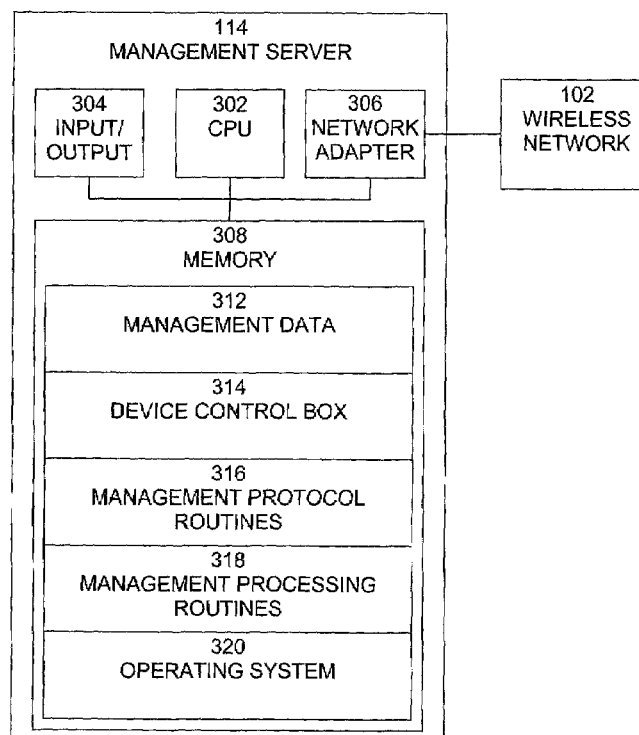 114
MANAGEMENT SERVER
304
INPUT/
OUTPUT
302
CPU
306
NETWORK
ADAPTER
102
WIRELESS
NETWORK
308
MEMORY
312
MANAGEMENT DATA
314
DEVICE CONTROL BOX
316
MANAGEMENT PROTOCOL
ROUTINES
318
MANAGEMENT PROCESSING
ROUTINES
320
OPERATING SYSTEM